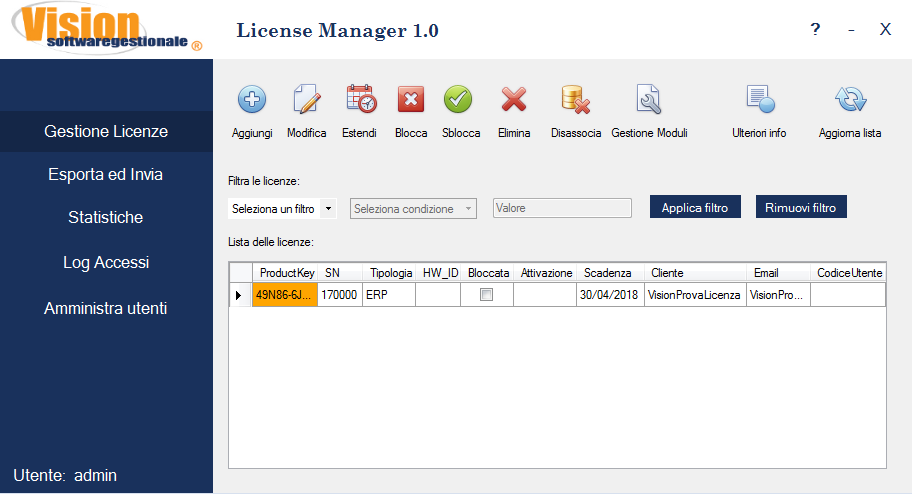 Vision
softwaregestionale ®
License Manager 1.0
? - X
Gestione Licenze
Esporta ed Invia
Statistiche
Log Accessi
Amministra utenti
Utente: admin
Aggiungi Modifica Estendi Blocca Sblocca Elimina Disassocia Gestione Moduli Ulteriori info Aggiorna lista
Filtra le licenze:
Seleziona un filtro Seleziona condizione Valore Applica filtro Rimuovi filtro
Lista delle licenze:
ProductKey SN Tipologia HW_ID Bloccata Attivazione Scadenza Cliente Email CodiceUtente
49N86-6J... 170000 ERP 30/04/2018 VisionProvaLicenza VisionPro...